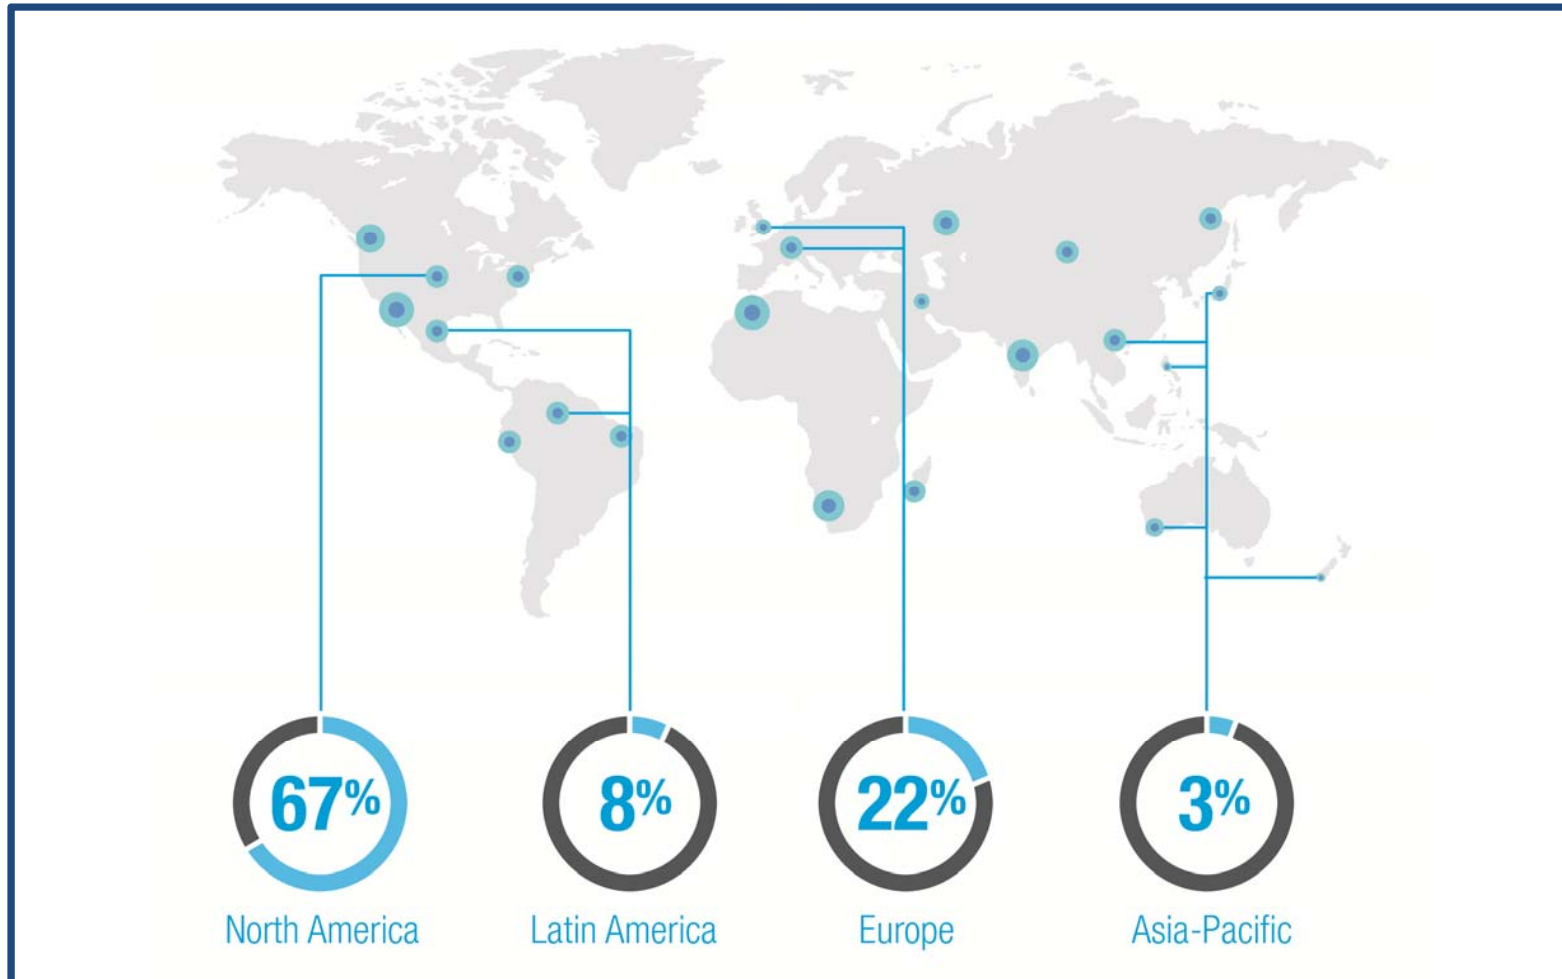 67%
8%
22%
3%
North America
Latin America
Europe
Asia-Pacific